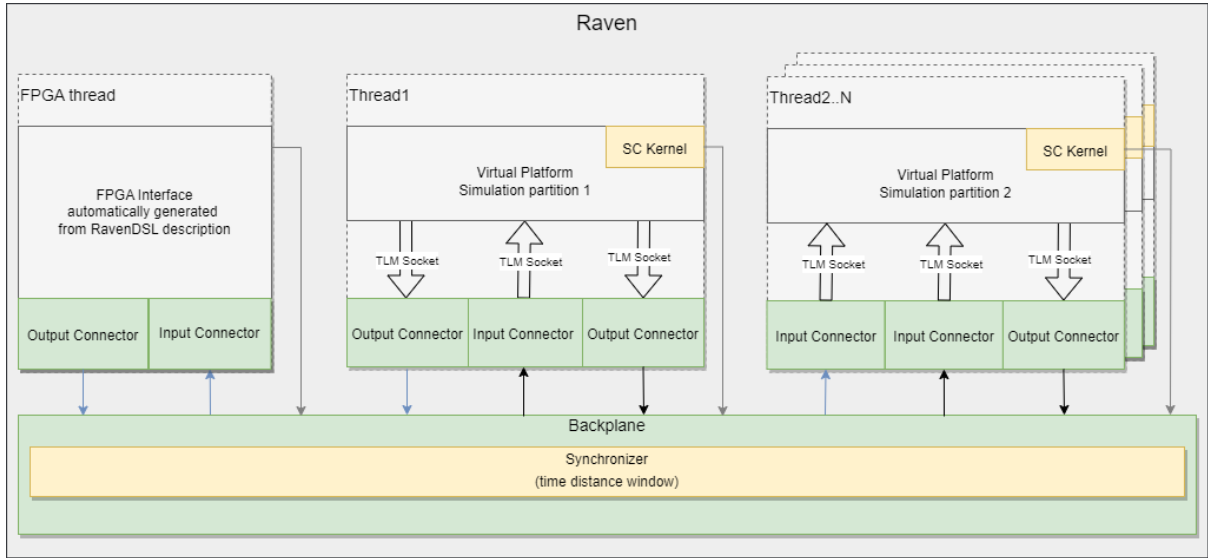 Raven
FPGA thread
FPGA Interface
automatically generated
from RavenDSL description
Output Connector
Input Connector
Thread1
SC Kernel
Virtual Platform
Simulation partition 1
TLM Socket
TLM Socket
TLM Socket
Output Connector
Input Connector
Output Connector
Thread2..N
SC Kernel
Virtual Platform
Simulation partition 2
TLM Socket
TLM Socket
TLM Socket
Input Connector
Input Connector
Output Connector
Backplane
Synchronizer
(time distance window)